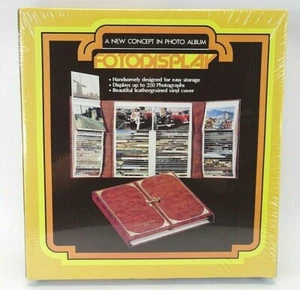 A NEW CONCEPT IN PHOTO ALBUM
FOTODISPLAY
• Handsomely designed for easy storage
• Displays up to 200 Photographs
• Beautiful leathergrained vinyl cover